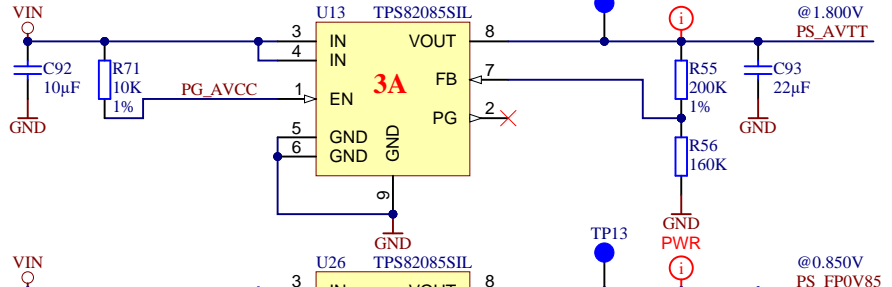 VIN
U13 TPS82085SIL
i
@1.800V
PS_AVTT
3 IN
4 IN
VOUT 8
C92
10µF
GND
R71
10K
1%
PG_AVCC
1 EN
3A
FB 7
PG 2
R55
200K
1%
C93
22µF
GND
5 GND
6 GND
GND
9
GND
R56
160K
GND
PWR
TP13
VIN
U26 TPS82085SIL
i
@0.850V
PS_FP0V85
3 IN
VOUT 8